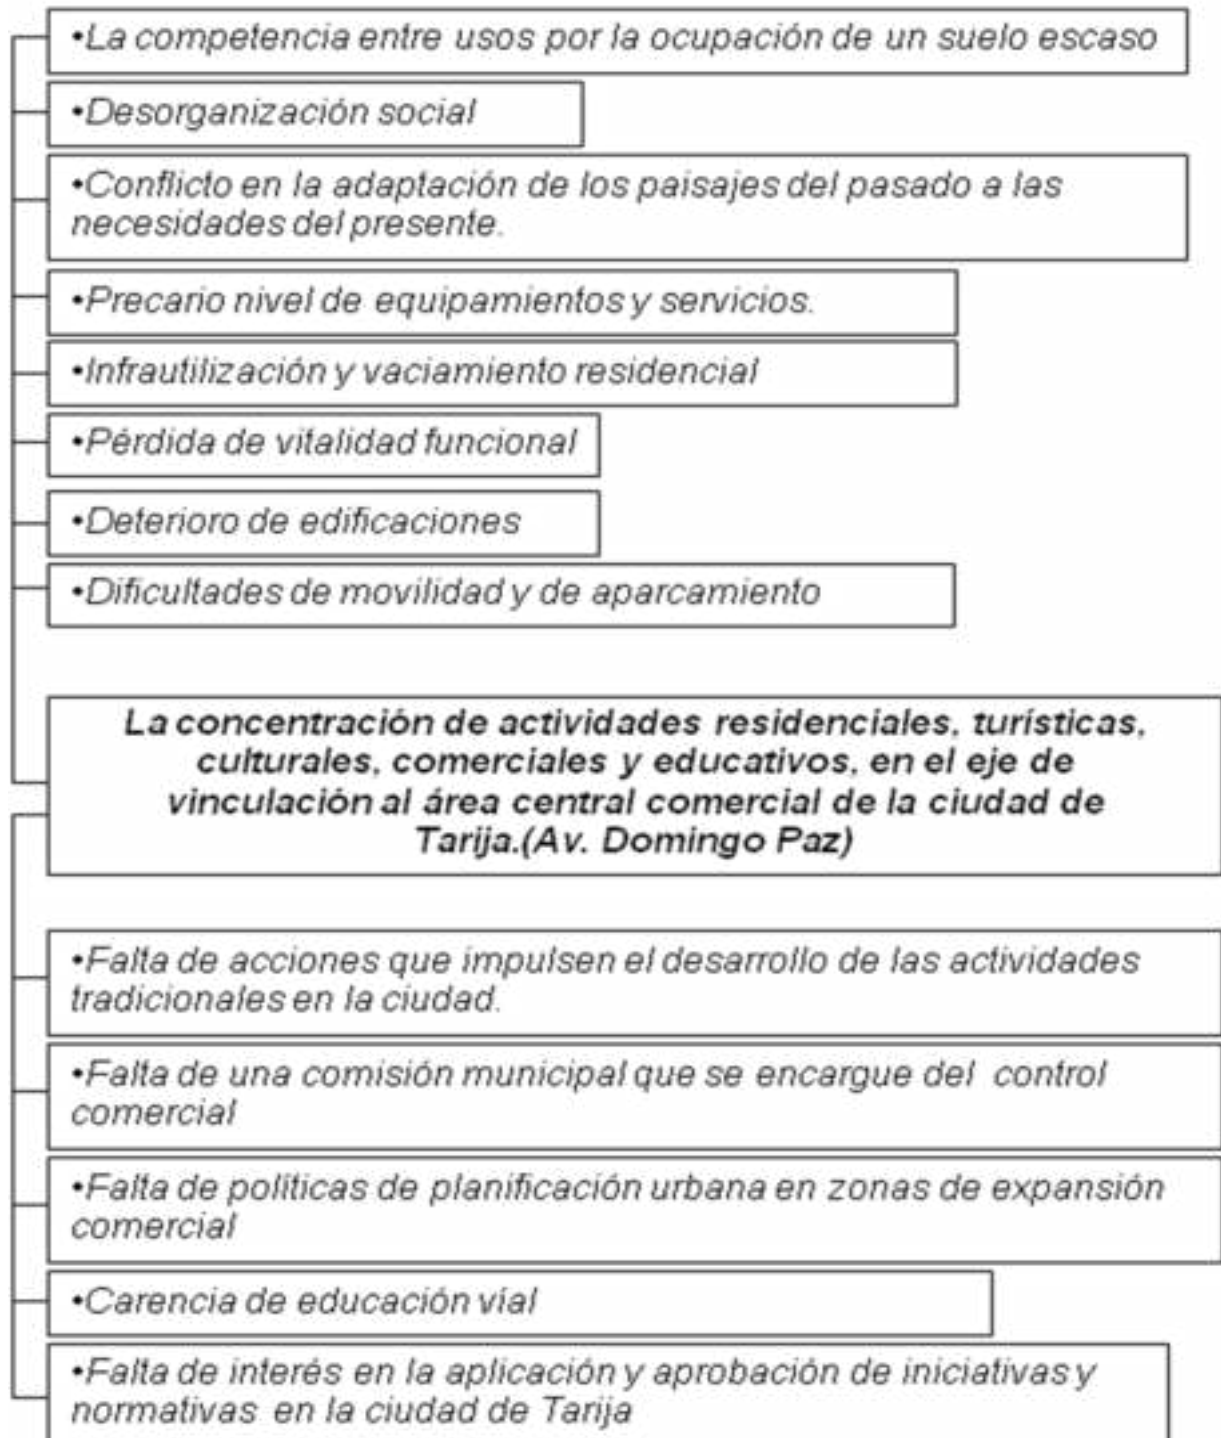 •La competencia entre usos por la ocupación de un suelo escaso
•Desorganización social
•Conflicto en la adaptación de los paisajes del pasado a las
necesidades del presente.
•Precario nivel de equipamientos y servicios.
•Infrautilización y vaciamiento residencial
•Pérdida de vitalidad funcional
•Deterioro de edificaciones
•Dificultades de movilidad y de aparcamiento
La concentración de actividades residenciales, turísticas,
culturales, comerciales y educativos, en el eje de
vinculación al área central comercial de la ciudad de
Tarija.(Av. Domingo Paz)
•Falta de acciones que impulsen el desarrollo de las actividades
tradicionales en la ciudad.
•Falta de una comisión municipal que se encargue del control
comercial
•Falta de políticas de planificación urbana en zonas de expansión
comercial
•Carencia de educación víal
•Falta de interés en la aplicación y aprobación de iniciativas y
normativas en la ciudad de Tarija